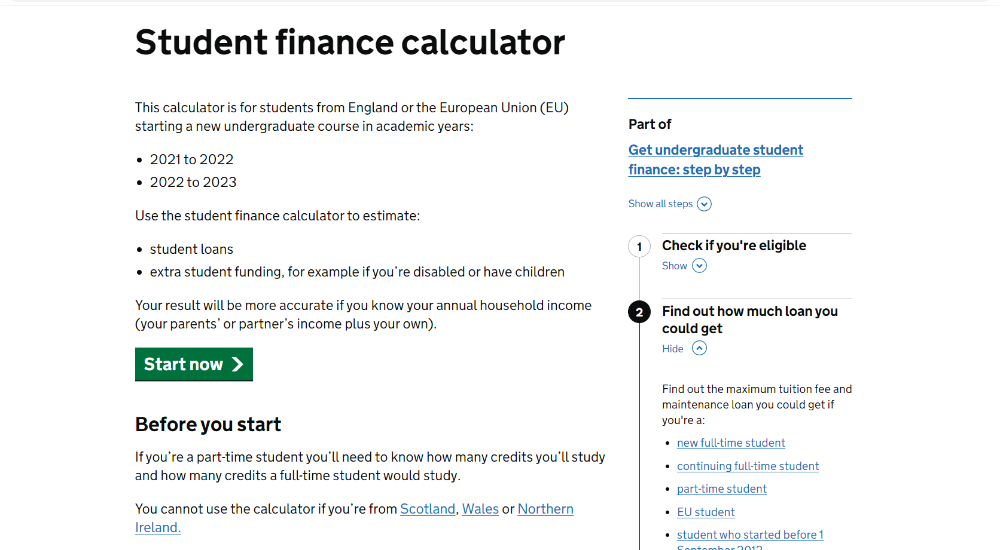 Student finance calculator
This calculator is for students from England or the European Union (EU)
starting a new undergraduate course in academic years:
• 2021 to 2022
• 2022 to 2023
Use the student finance calculator to estimate:
• student loans
• extra student funding, for example if you’re disabled or have children
Your result will be more accurate if you know your annual household income
(your parents’ or partner’s income plus your own).
Start now
Before you start
If you’re a part-time student you’ll need to know how many credits you’ll study
and how many credits a full-time student would study.
You cannot use the calculator if you’re from Scotland, Wales or Northern
Ireland.
Part of
Get undergraduate student
finance: step by step
Show all steps
1
Check if you're eligible
Show
2
Find out how much loan you
could get
Hide
Find out the maximum tuition fee and
maintenance loan you could get if
you're a:
• new full-time student
• continuing full-time student
• part-time student
• EU student
• student who started before 1
September 2012